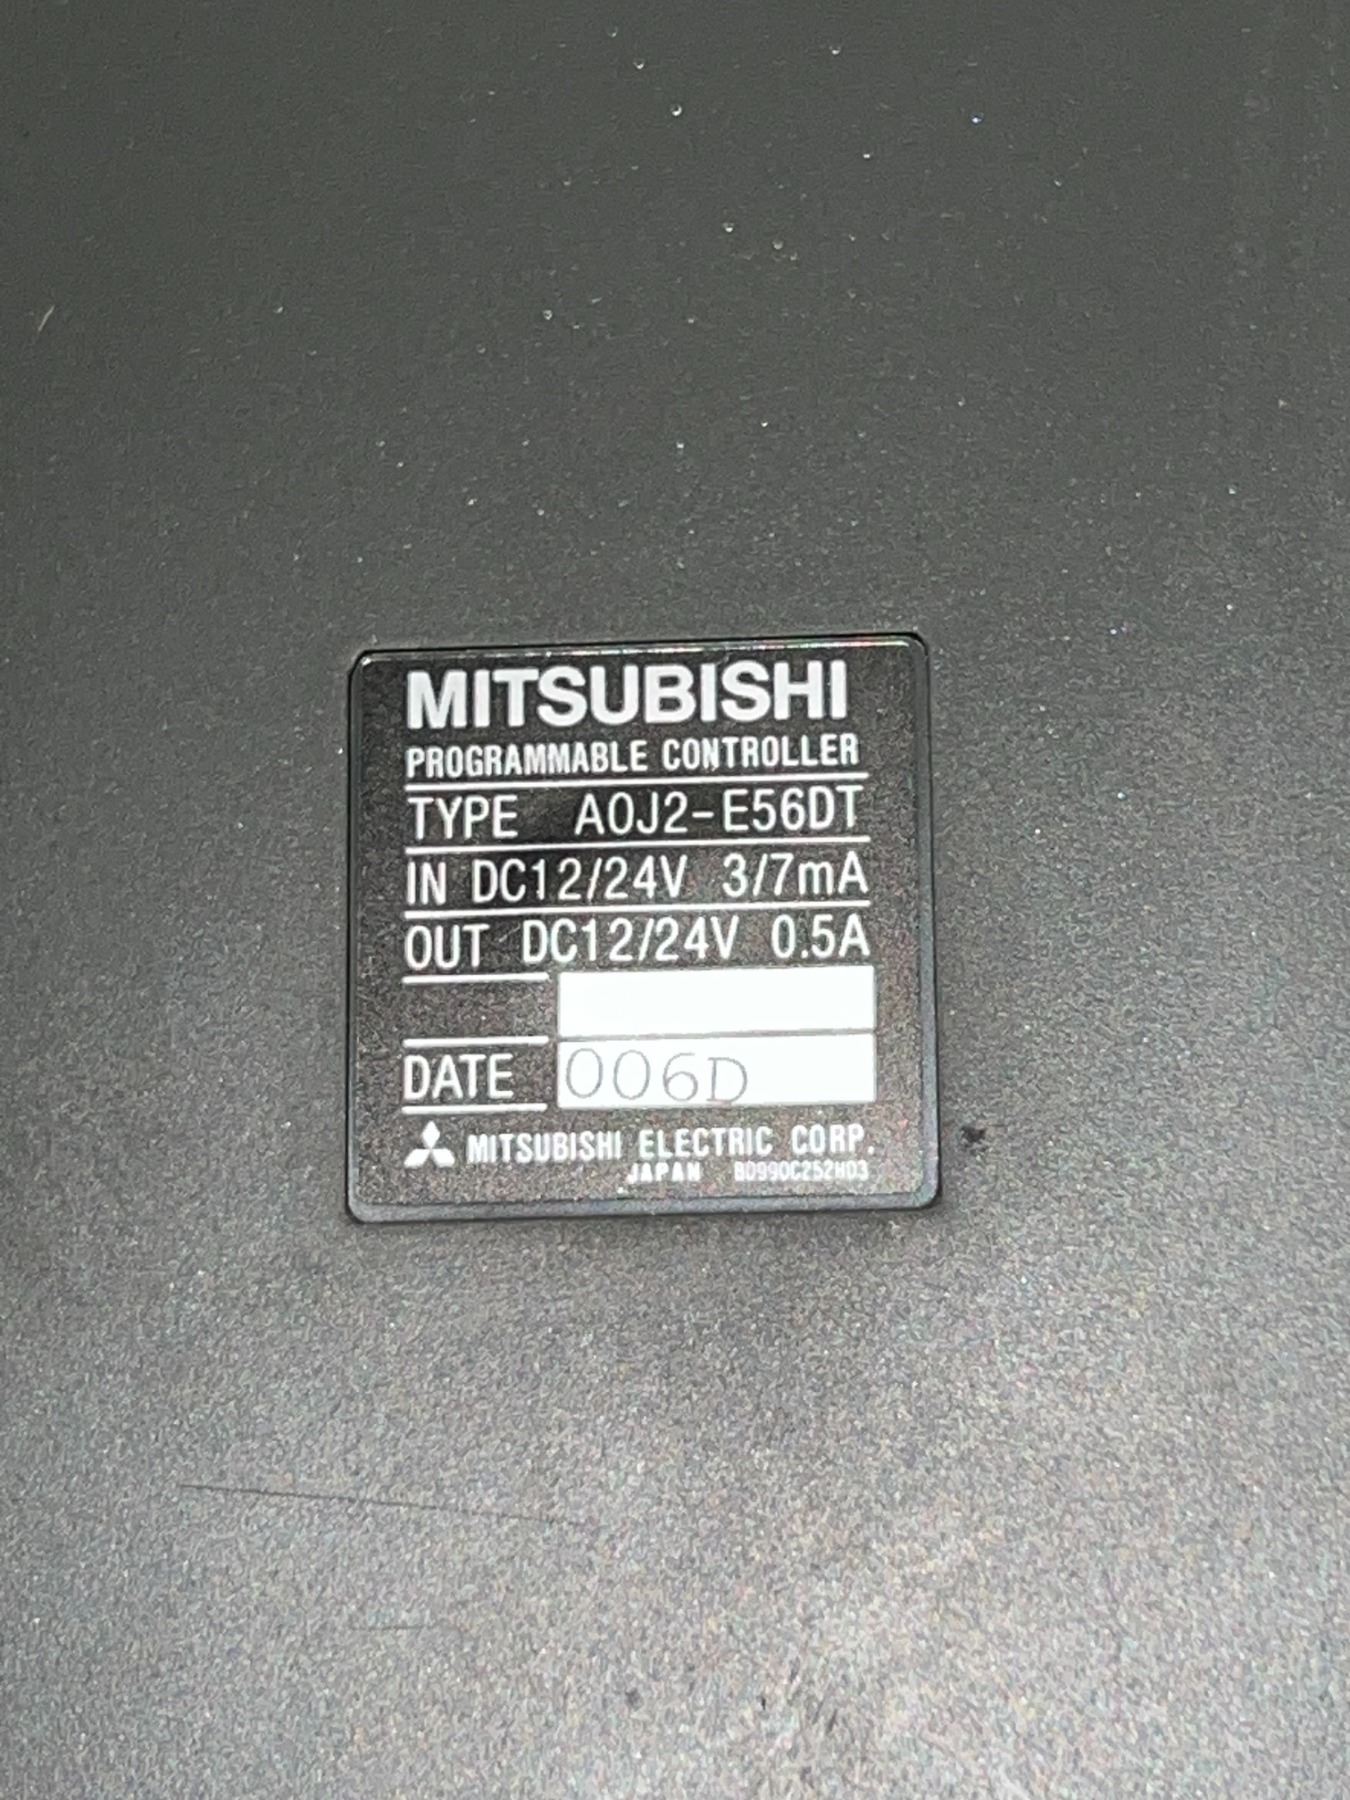 MITSUBISHI
PROGRAMMABLE CONTROLLER
TYPE A0J2-E56DT
IN DC12/24V 3/7mA
OUT DC12/24V 0.5A
DATE 006D
MITSUBISHI ELECTRIC CORP.
JAPAN BD990C252H03